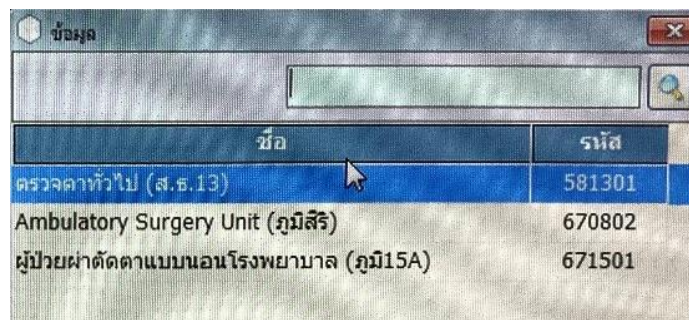 ข้อมูล
ชื่อ รหัส
ตรวจตาทั่วไป (ส.ธ.13) 581301
Ambulatory Surgery Unit (ภูมิสิริ) 670802
ผู้ป่วยผ่าตัดตาแบบนอนโรงพยาบาล (ภูมิ15A) 671501